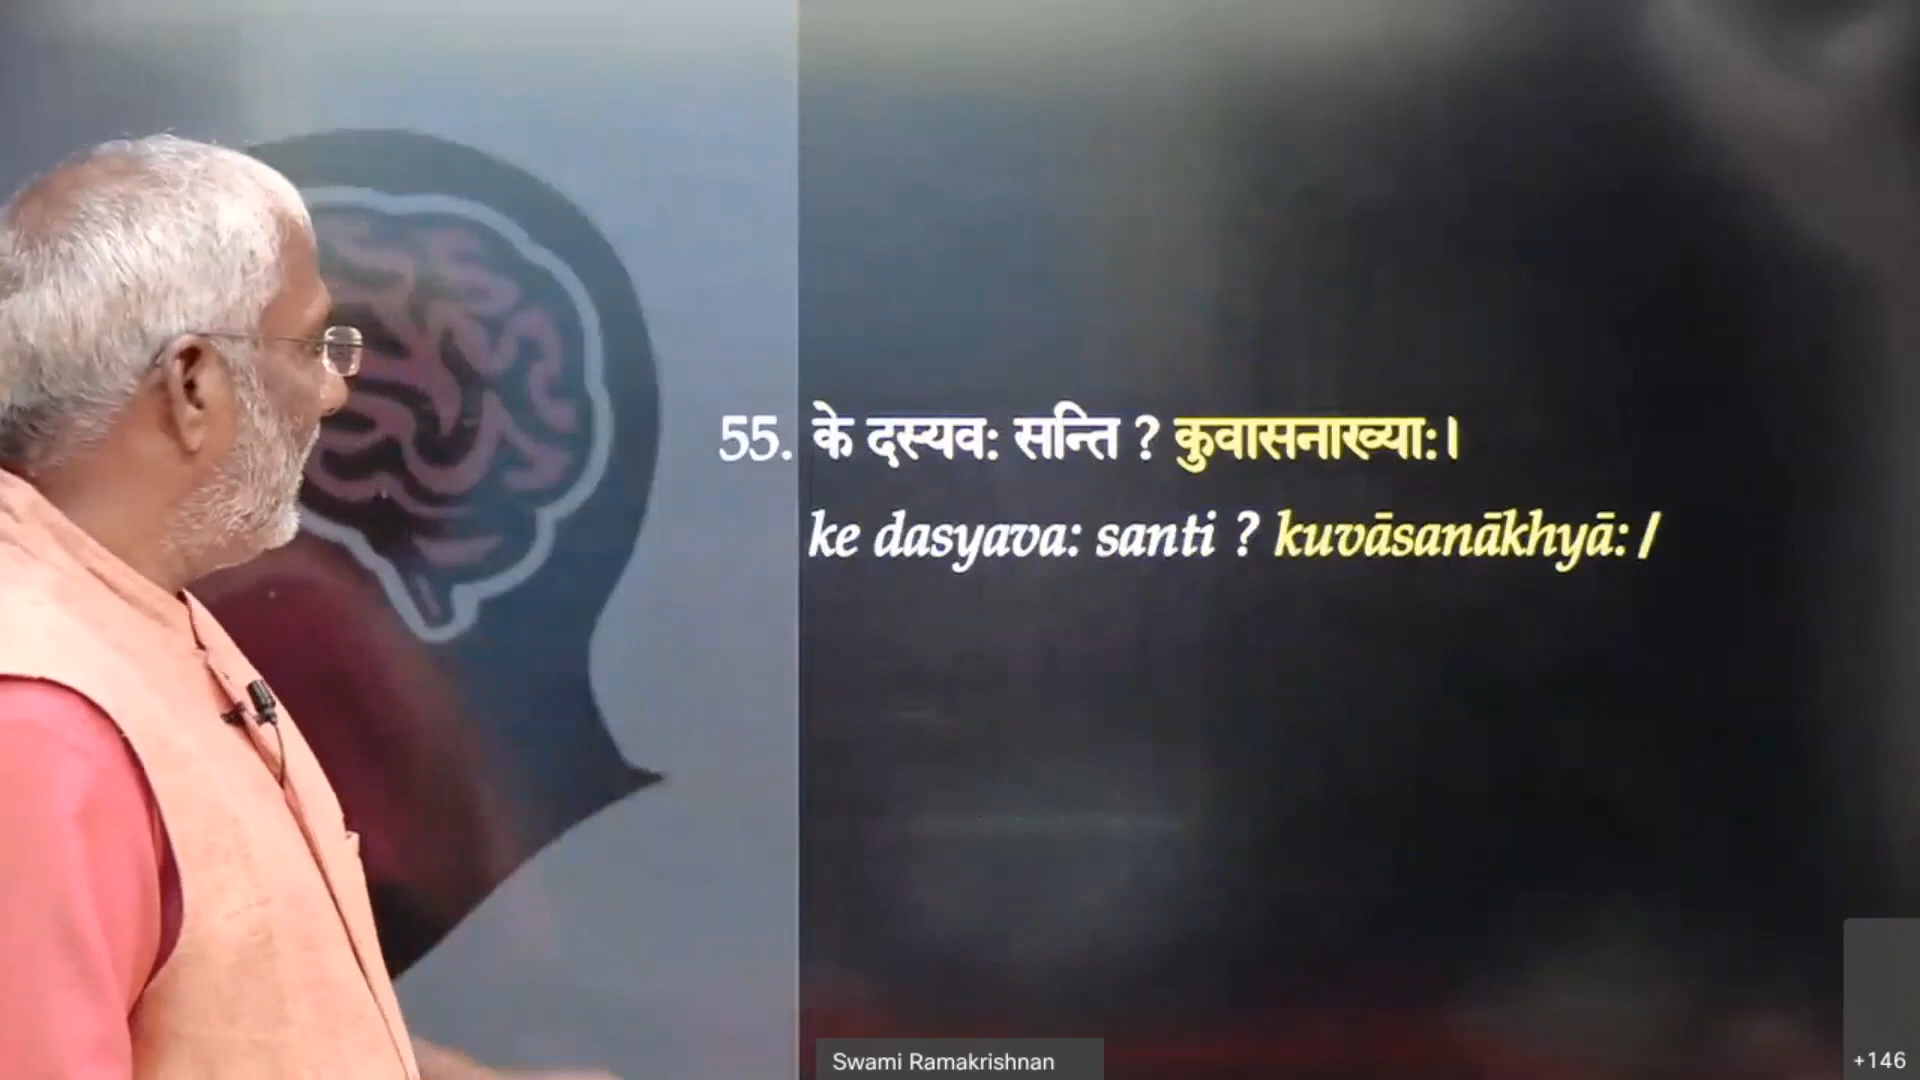 55. के दस्यव: सन्ति ? कुवासनाख्या:।
ke dasyava: santi ? kuvāsanākhyā: /
Swami Ramakrishnan
+146